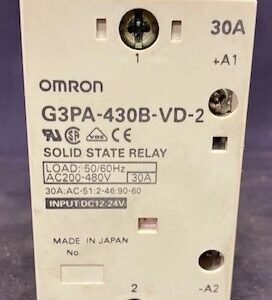 1
30A
+A1
OMRON
G3PA-430B-VD-2
SOLID STATE RELAY
LOAD: 50/60Hz
AC200-480V 30A
30A:AC-51:2-46:90-60
INPUT:DC12-24V
MADE IN JAPAN
No.
2
-A2